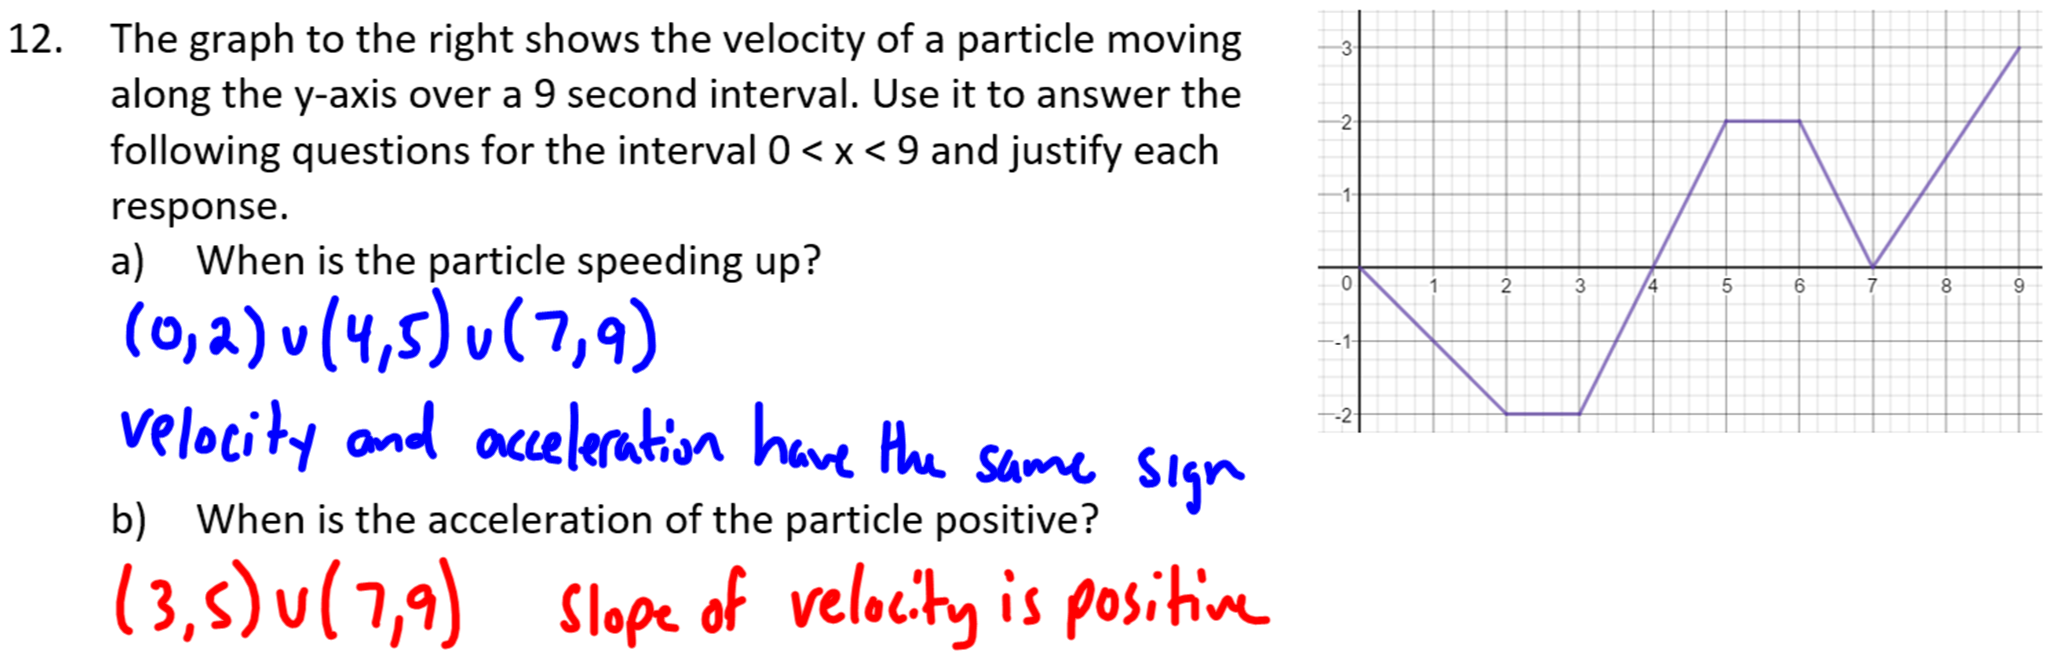 12. The graph to the right shows the velocity of a particle moving
along the y-axis over a 9 second interval. Use it to answer the
following questions for the interval 0 < x < 9 and justify each
response.
a) When is the particle speeding up?
(0,2) ∪ (4,5) ∪ (7,9)
velocity and acceleration have the same sign
b) When is the acceleration of the particle positive?
(3,5) ∪ (7,9) slope of velocity is positive
3
2
1
0 1 2 3 4 5 6 7 8 9
-1
-2